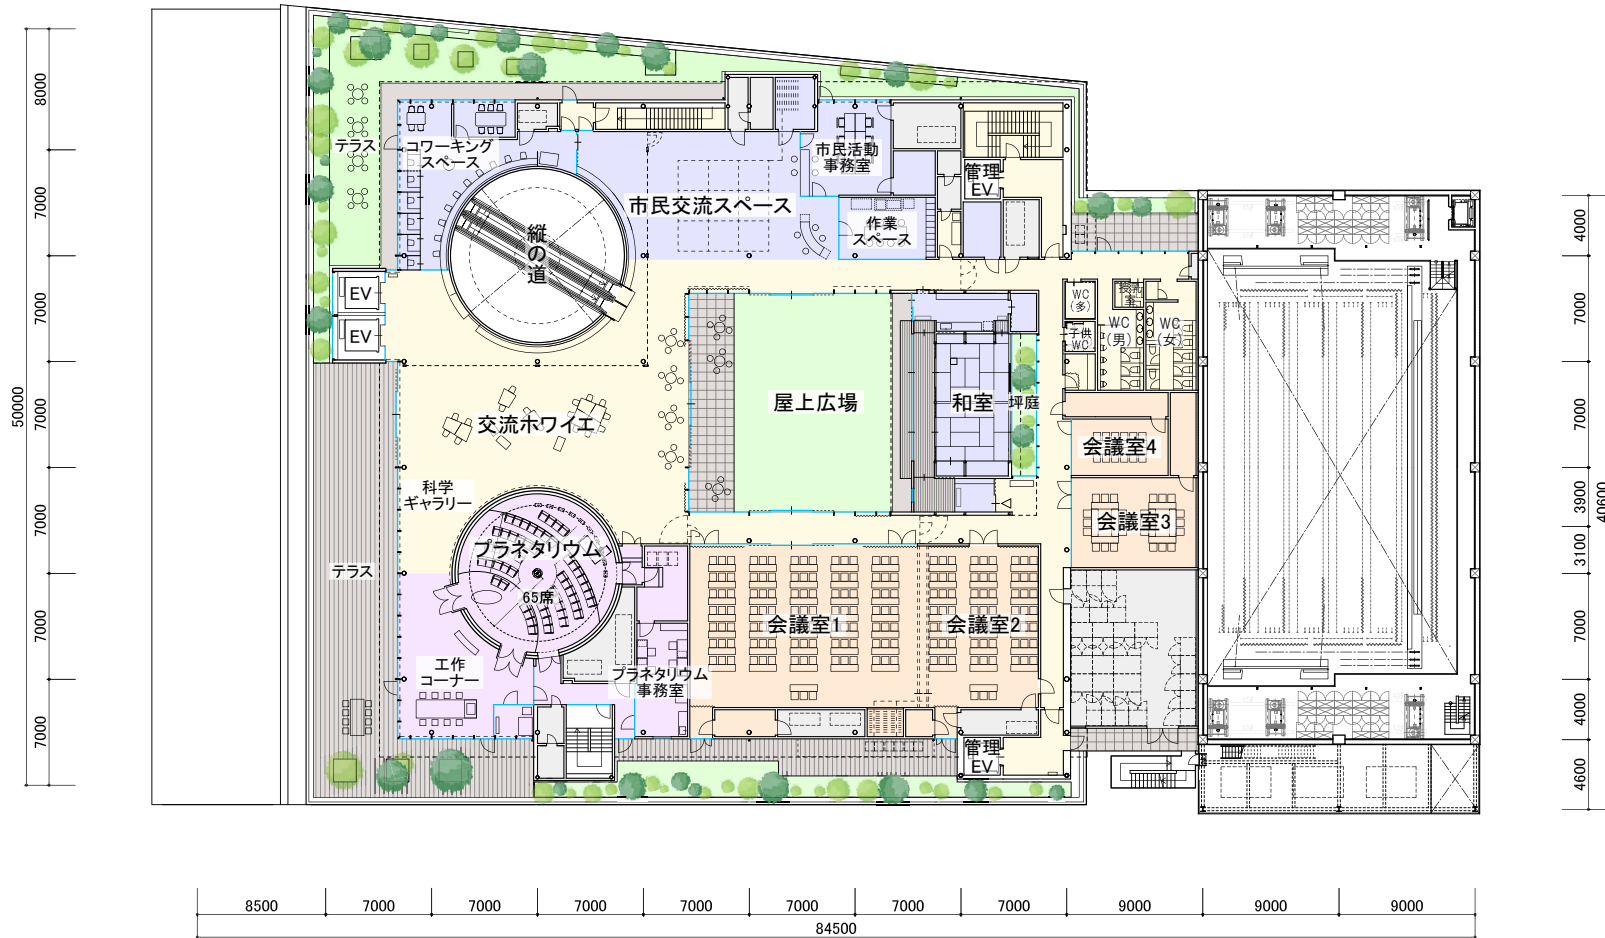 テラス
コワーキング
スペース
市民活動
事務室
管理
EV
市民交流スペース
作業
スペース
縦の道
EV
EV
WC
(多)
授乳
室
子供
WC
WC
(男)
WC
(女)
屋上広場
和室
坪庭
交流ホワイエ
会議室4
科学
ギャラリー
会議室3
プラネタリウム
65席
テラス
会議室1
会議室2
工作
コーナー
プラネタリウム
事務室
管理
EV
8000
7000
7000
7000
7000
7000
7000
50000
4000
7000
7000
3900
3100
7000
4000
4600
40600
8500
7000
7000
7000
7000
7000
7000
7000
9000
9000
9000
84500